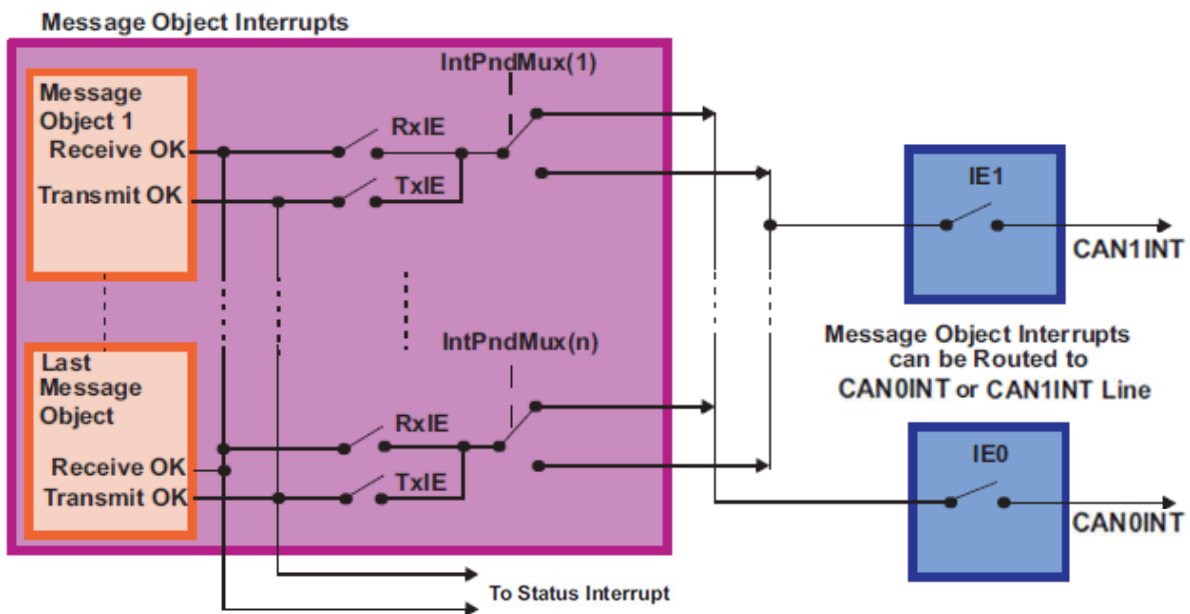 Message Object Interrupts
IntPndMux(1)
Message
Object 1
Receive OK
Transmit OK
RxIE
TxIE
IE1
CAN1INT
Message Object Interrupts
can be Routed to
CAN0INT or CAN1INT Line
IntPndMux(n)
Last
Message
Object
Receive OK
Transmit OK
RxIE
TxIE
IE0
CAN0INT
To Status Interrupt